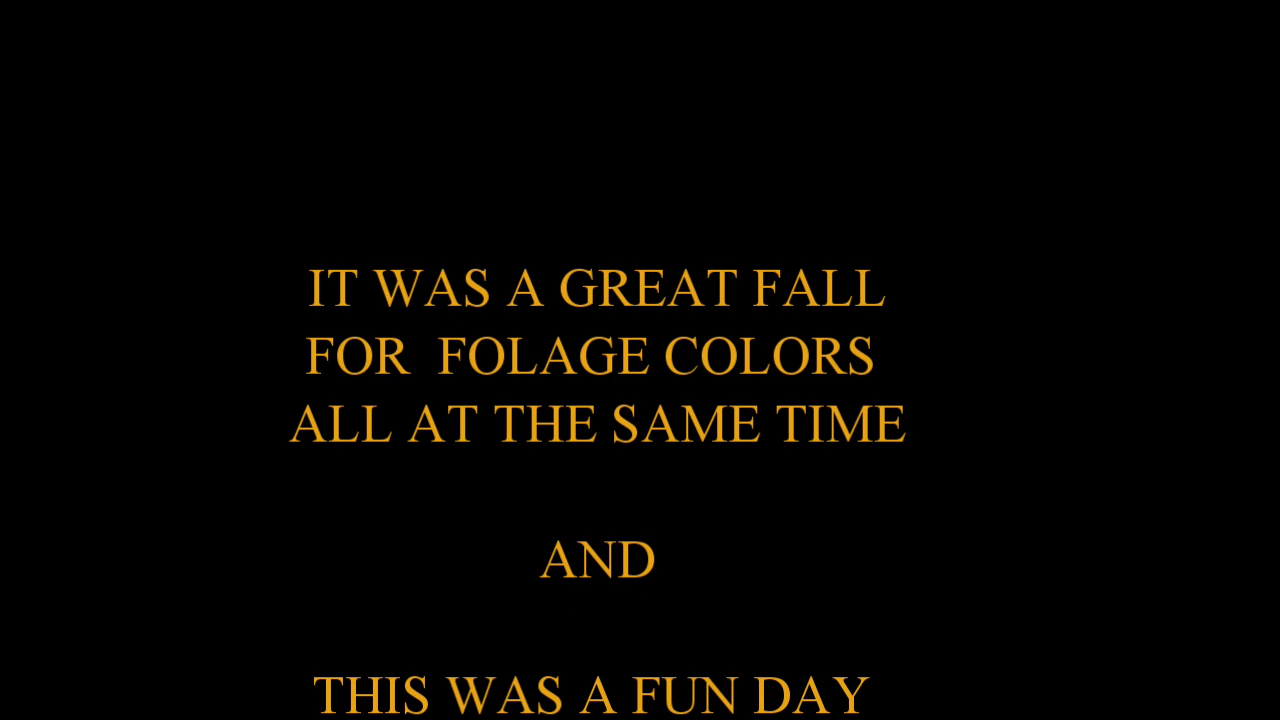 IT WAS A GREAT FALL
FOR FOLAGE COLORS
ALL AT THE SAME TIME
AND
THIS WAS A FUN DAY